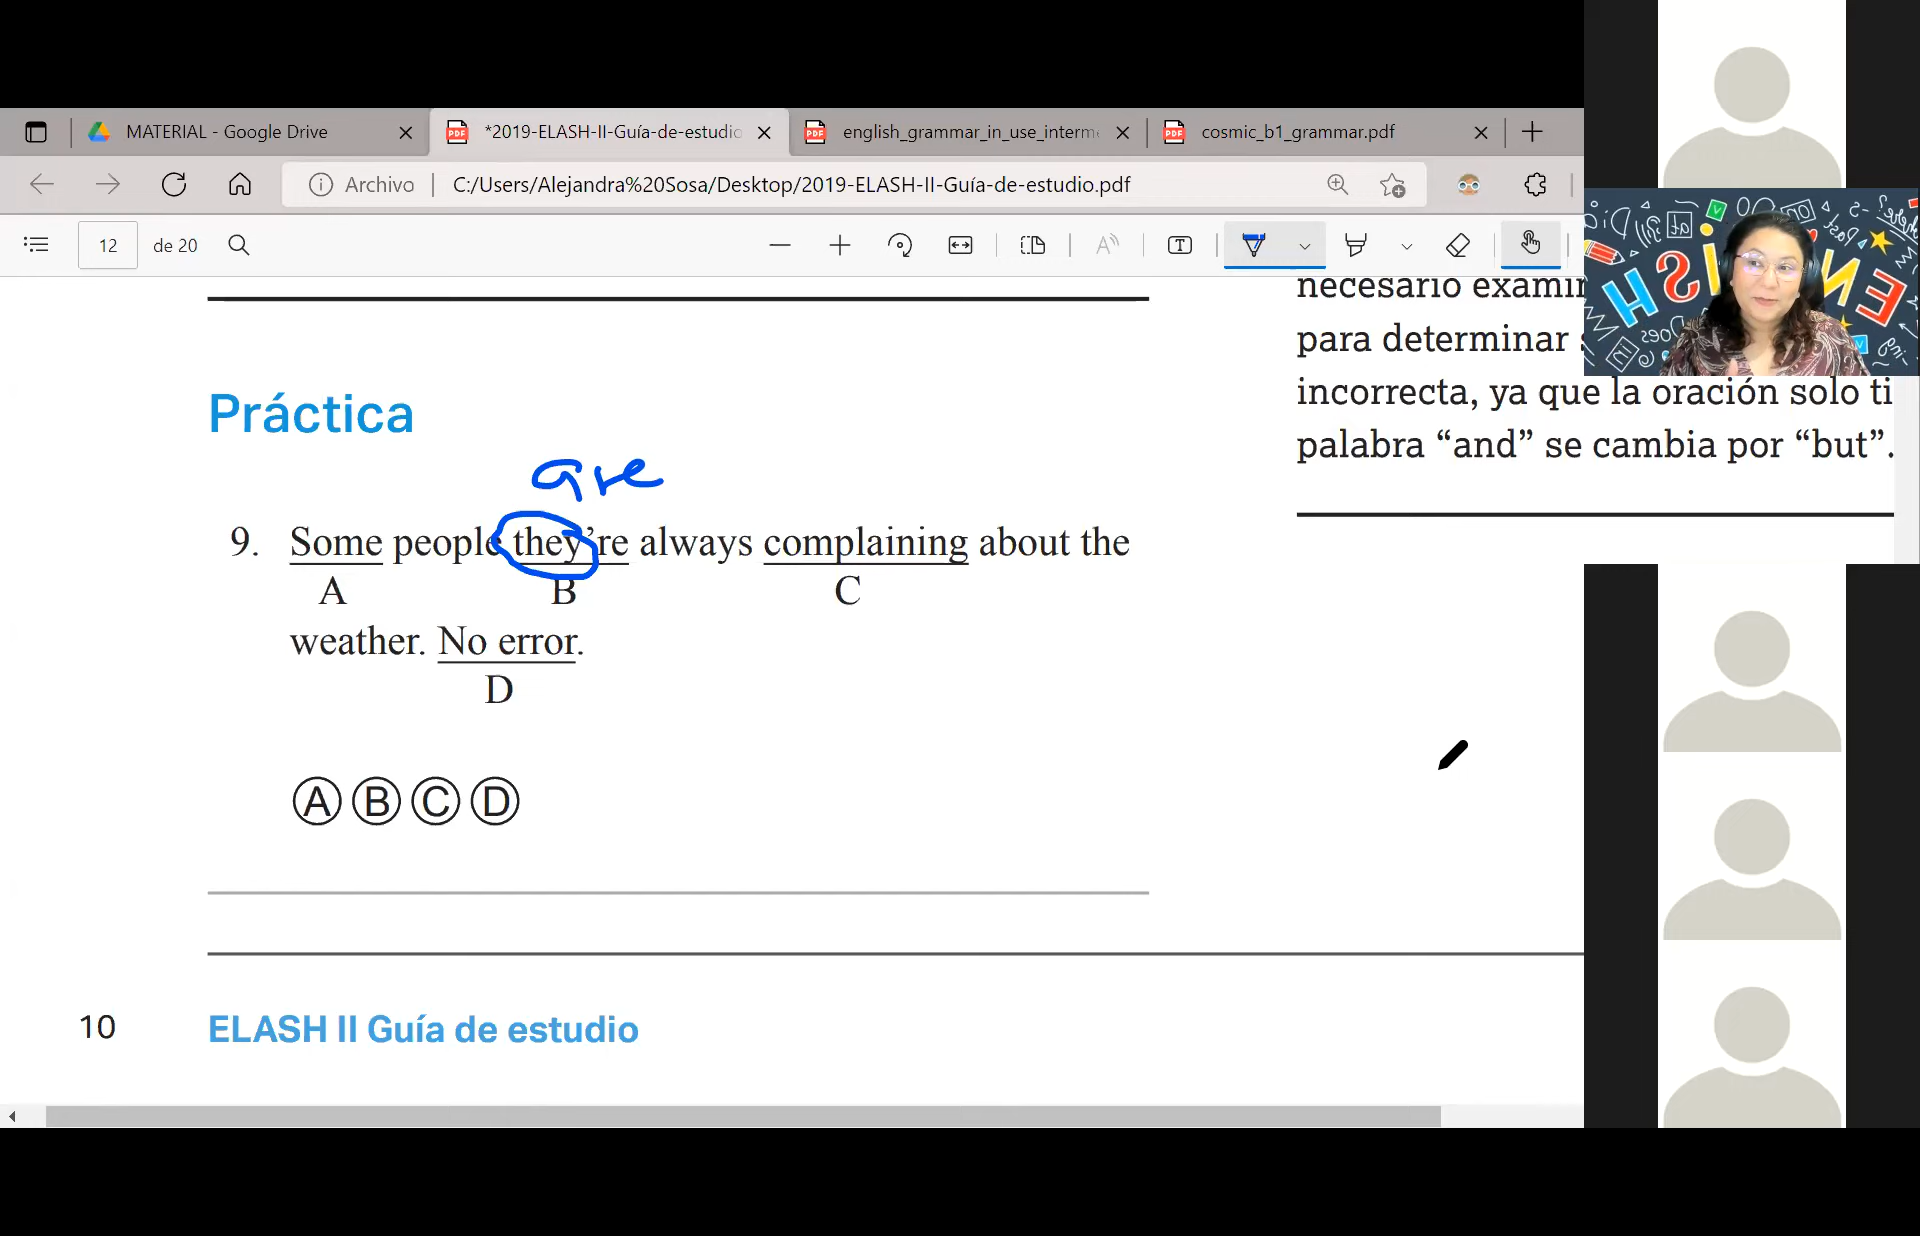 MATERIAL - Google Drive
*2019-ELASH-II-Guía-de-estudio
english_grammar_in_use_interme
cosmic_b1_grammar.pdf
Archivo
C:/Users/Alejandra%20Sosa/Desktop/2019-ELASH-II-Guía-de-estudio.pdf
12 de 20
necesario exami
para determinar
incorrecta, ya que la oración solo ti
palabra “and” se cambia por “but”.
Práctica
are
9. Some people they’re always complaining about the
A B C
weather. No error.
D
A B C D
10 ELASH II Guía de estudio
ENGLISH